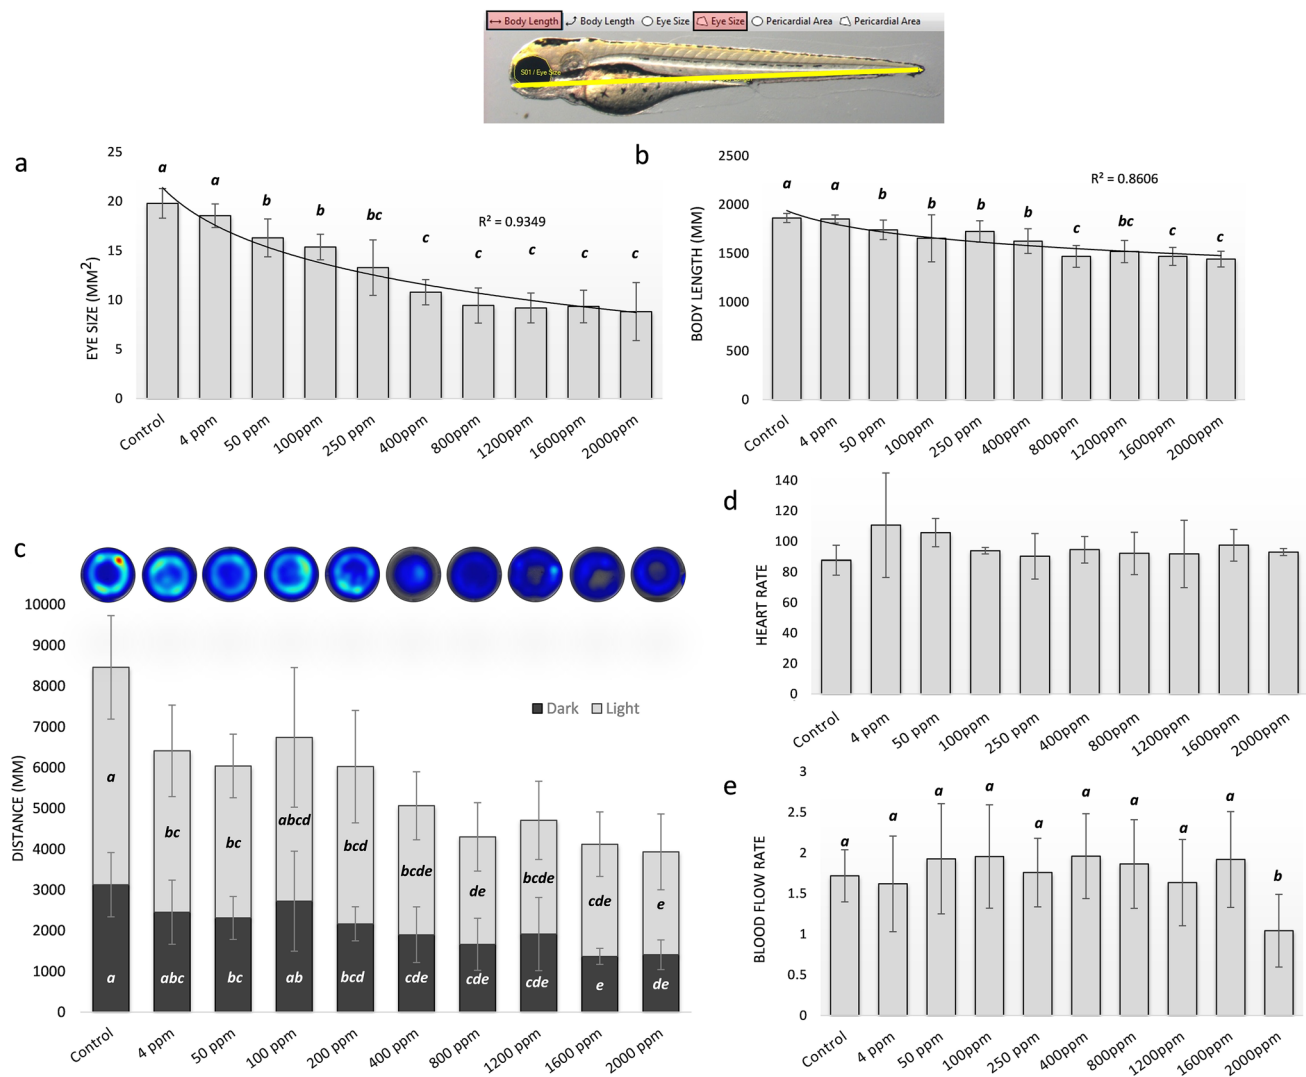 Body Length Body Length Eye Size Eye Size Pericardial Area Pericardial Area
S01 / Eye Size
a
EYE SIZE (MM2)
25
20
15
10
5
0
a a b b bc c c c c c
R² = 0.9349
Control 4 ppm 50 ppm 100ppm 250 ppm 400ppm 800ppm 1200ppm 1600ppm 2000ppm
b
BODY LENGTH (MM)
2500
2000
1500
1000
500
0
a a b b b b c bc c c
R² = 0.8606
Control 4 ppm 50 ppm 100ppm 250 ppm 400ppm 800ppm 1200ppm 1600ppm 2000ppm
c
DISTANCE (MM)
10000
9000
8000
7000
6000
5000
4000
3000
2000
1000
0
Dark Light
a bc bc abcd bcd bcde de bcde cde e
a abc bc ab bcd cde cde cde e de
Control 4 ppm 50 ppm 100 ppm 200 ppm 400 ppm 800 ppm 1200 ppm 1600 ppm 2000 ppm
d
HEART RATE
140
120
100
80
60
40
20
0
Control 4 ppm 50 ppm 100ppm 250 ppm 400ppm 800ppm 1200ppm 1600ppm 2000ppm
e
BLOOD FLOW RATE
3
2.5
2
1.5
1
0.5
0
a a a a a a a a a b
Control 4 ppm 50 ppm 100ppm 250 ppm 400ppm 800ppm 1200ppm 1600ppm 2000ppm